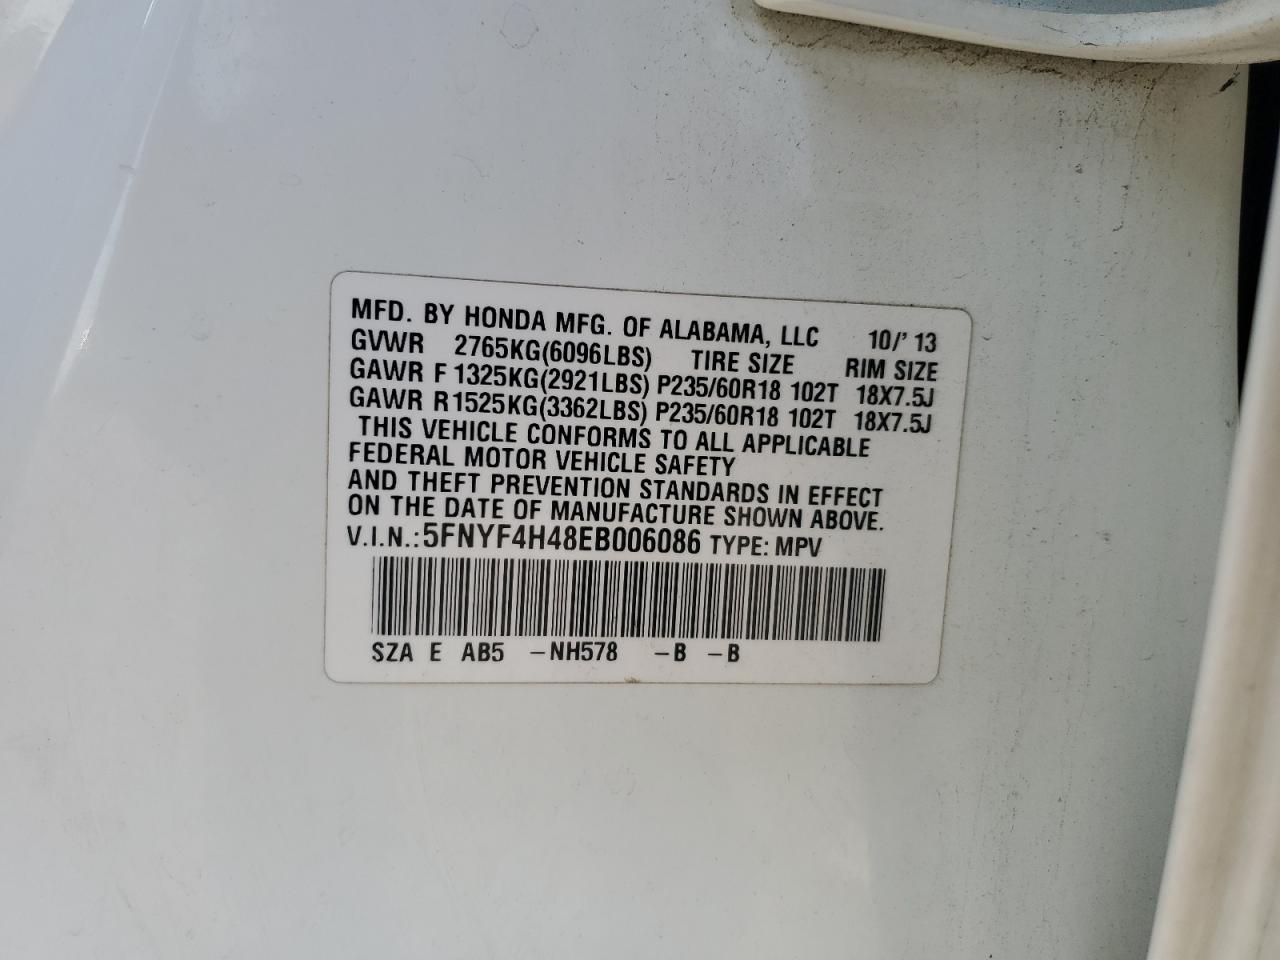 MFD. BY HONDA MFG. OF ALABAMA, LLC 10/'13
GVWR 2765KG(6096LBS) TIRE SIZE RIM SIZE
GAWR F 1325KG(2921LBS) P235/60R18 102T 18X7.5J
GAWR R 1525KG(3362LBS) P235/60R18 102T 18X7.5J
THIS VEHICLE CONFORMS TO ALL APPLICABLE
FEDERAL MOTOR VEHICLE SAFETY
AND THEFT PREVENTION STANDARDS IN EFFECT
ON THE DATE OF MANUFACTURE SHOWN ABOVE.
V.I.N.:5FNYF4H48EB006086 TYPE: MPV
SZA E AB5 -NH578 -B -B